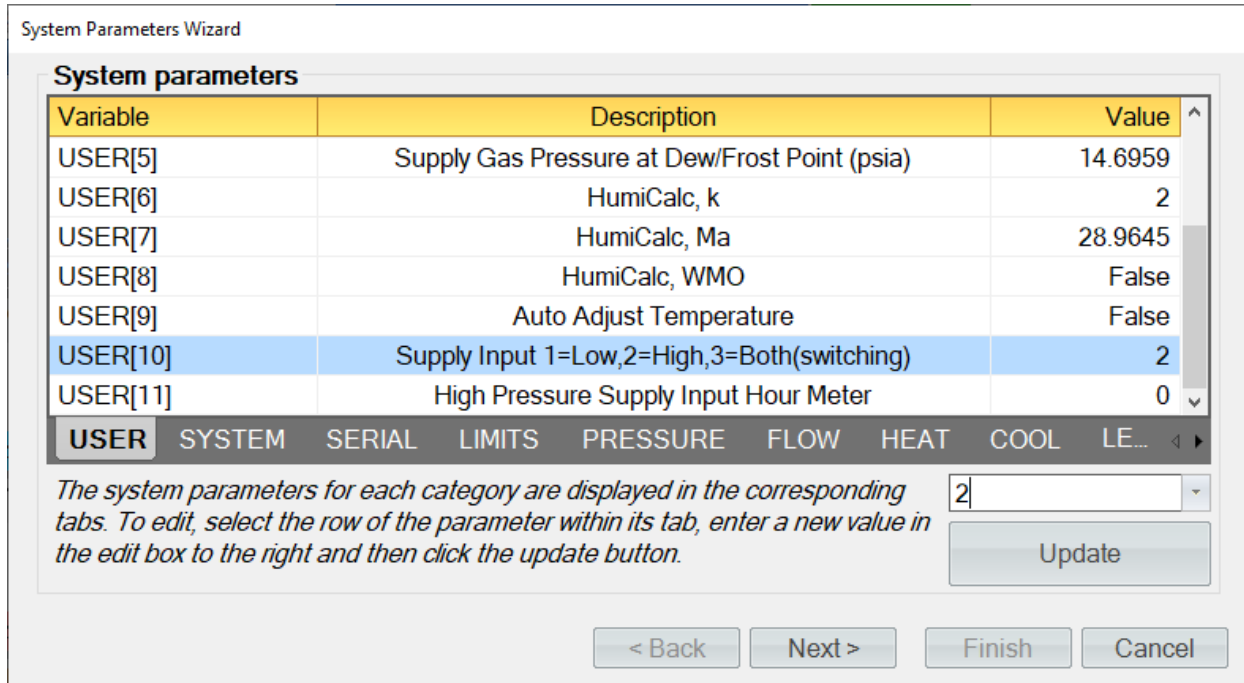 System Parameters Wizard
System parameters
Variable Description Value
USER[5] Supply Gas Pressure at Dew/Frost Point (psia) 14.6959
USER[6] HumiCalc, k 2
USER[7] HumiCalc, Ma 28.9645
USER[8] HumiCalc, WMO False
USER[9] Auto Adjust Temperature False
USER[10] Supply Input 1=Low,2=High,3=Both(switching) 2
USER[11] High Pressure Supply Input Hour Meter 0
USER SYSTEM SERIAL LIMITS PRESSURE FLOW HEAT COOL LE...
The system parameters for each category are displayed in the corresponding
tabs. To edit, select the row of the parameter within its tab, enter a new value in
the edit box to the right and then click the update button.
2
Update
< Back Next > Finish Cancel